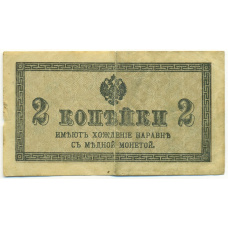 2 КОПѢЙКИ 2
ИМѢЮТЪ ХОЖДЕНІЕ НАРАВНѢ
СЪ МѢДНОЙ МОНЕТОЙ.